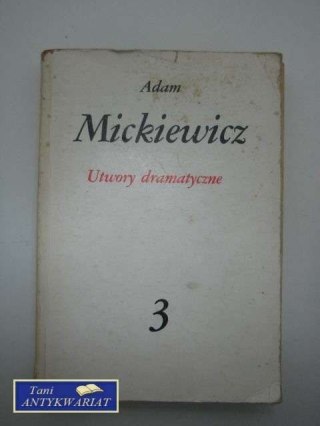 Adam
Mickiewicz
Utwory dramatyczne
3
Tani
ANTYKWARIAT